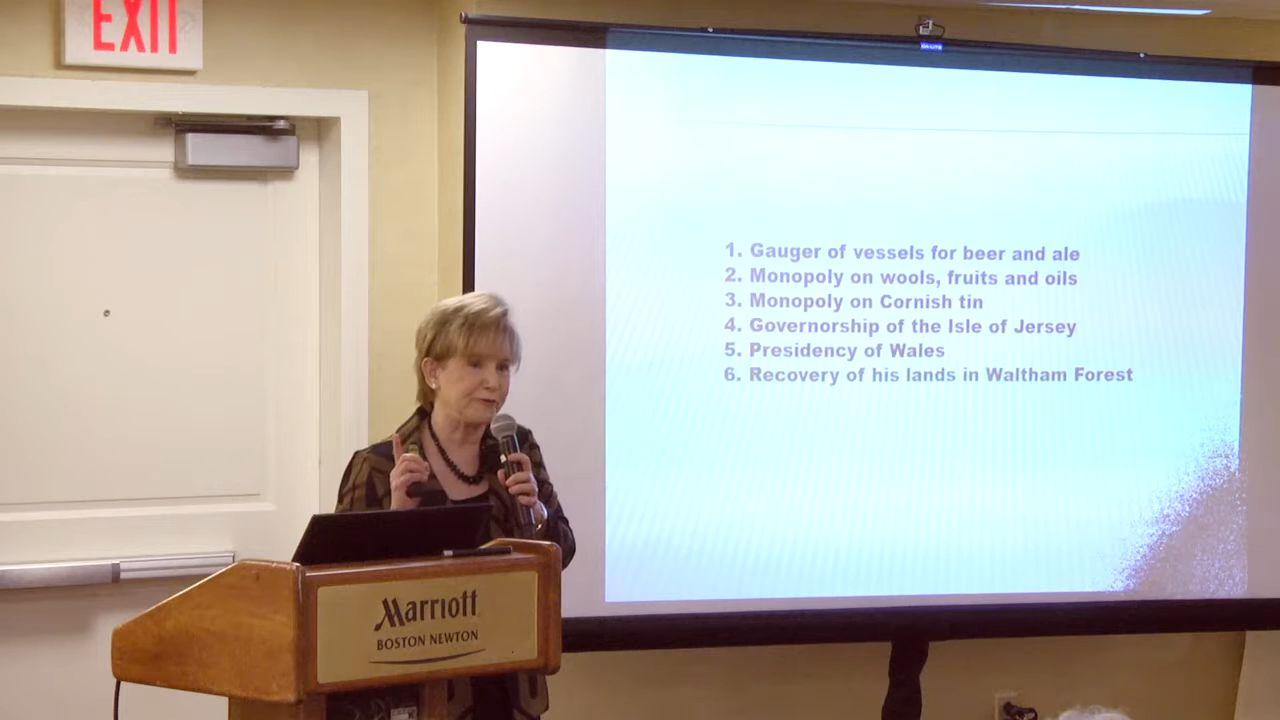 EXIT
1. Gauger of vessels for beer and ale
2. Monopoly on wools, fruits and oils
3. Monopoly on Cornish tin
4. Governorship of the Isle of Jersey
5. Presidency of Wales
6. Recovery of his lands in Waltham Forest
Marriott
BOSTON NEWTON